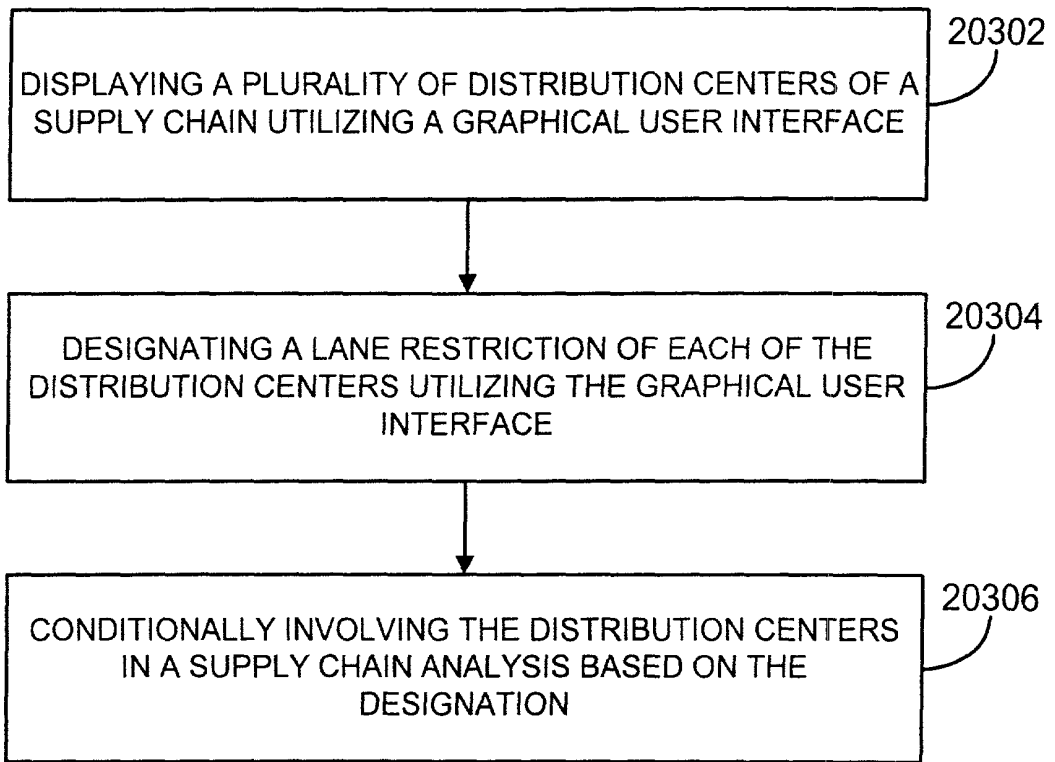 20302
DISPLAYING A PLURALITY OF DISTRIBUTION CENTERS OF A
SUPPLY CHAIN UTILIZING A GRAPHICAL USER INTERFACE
20304
DESIGNATING A LANE RESTRICTION OF EACH OF THE
DISTRIBUTION CENTERS UTILIZING THE GRAPHICAL USER
INTERFACE
20306
CONDITIONALLY INVOLVING THE DISTRIBUTION CENTERS
IN A SUPPLY CHAIN ANALYSIS BASED ON THE
DESIGNATION